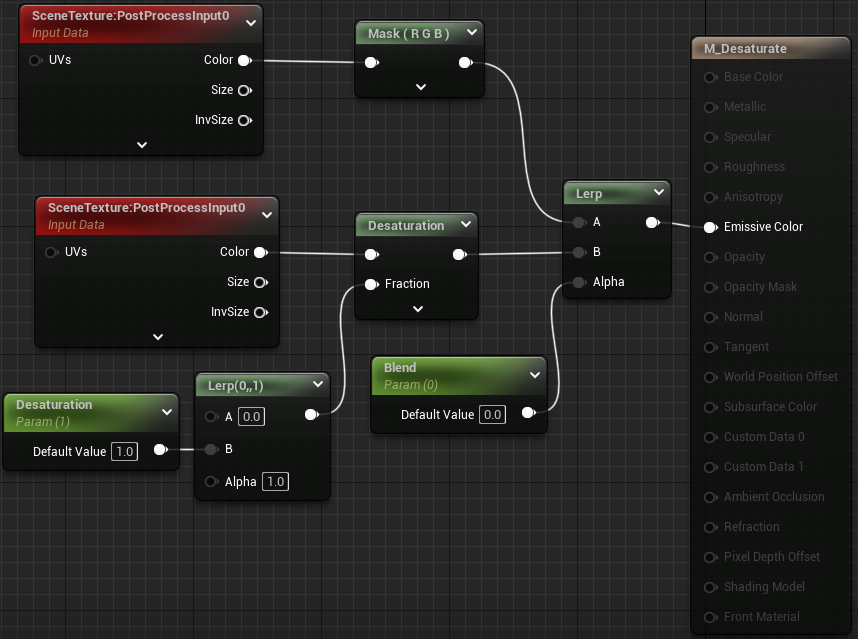 SceneTexture:PostProcessInput0
Input Data
UVs
Color
Size
InvSize
Mask ( R G B )
SceneTexture:PostProcessInput0
Input Data
UVs
Color
Size
InvSize
Desaturation
Fraction
Desaturation
Param (1)
Default Value 1.0
Lerp(0,,1)
A 0.0
B
Alpha 1.0
Blend
Param (0)
Default Value 0.0
Lerp
A
B
Alpha
M_Desaturate
Base Color
Metallic
Specular
Roughness
Anisotropy
Emissive Color
Opacity
Opacity Mask
Normal
Tangent
World Position Offset
Subsurface Color
Custom Data 0
Custom Data 1
Ambient Occlusion
Refraction
Pixel Depth Offset
Shading Model
Front Material